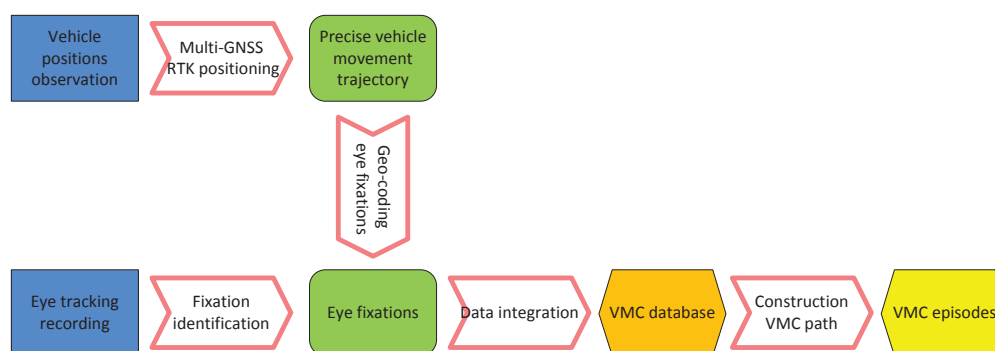 Vehicle
positions
observation
Multi-GNSS
RTK positioning
Precise vehicle
movement
trajectory
Geo-coding
eye fixations
Eye tracking
recording
Fixation
identification
Eye fixations
Data integration
VMC database
Construction
VMC path
VMC episodes